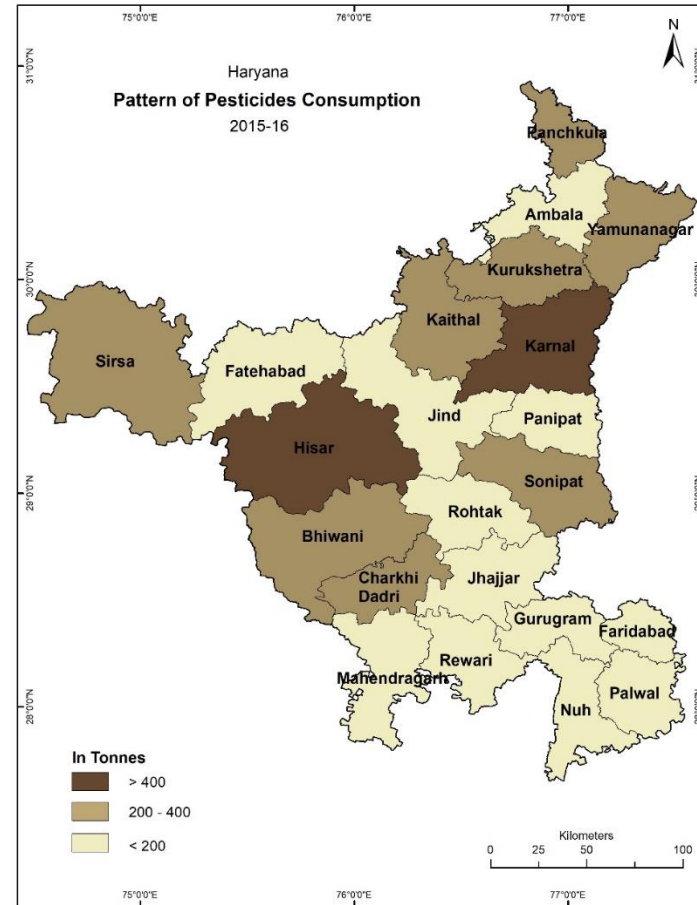 75°0'0"E 76°0'0"E 77°0'0"E
N
31°0'0"N
Haryana
Pattern of Pesticides Consumption
2015-16
Panchkula
Ambala
Yamunanagar
Kurukshetra
30°0'0"N
Kaithal
Karnal
Sirsa
Fatehabad
Jind
Panipat
Hisar
Sonipat
29°0'0"N
Rohtak
Bhiwani
Charkhi
Dadri
Jhajjar
Gurugram
Faridabad
Rewari
Mahendragarh
Palwal
Nuh
28°0'0"N
In Tonnes
> 400
200 - 400
< 200
Kilometers
0 25 50 100
75°0'0"E 76°0'0"E 77°0'0"E